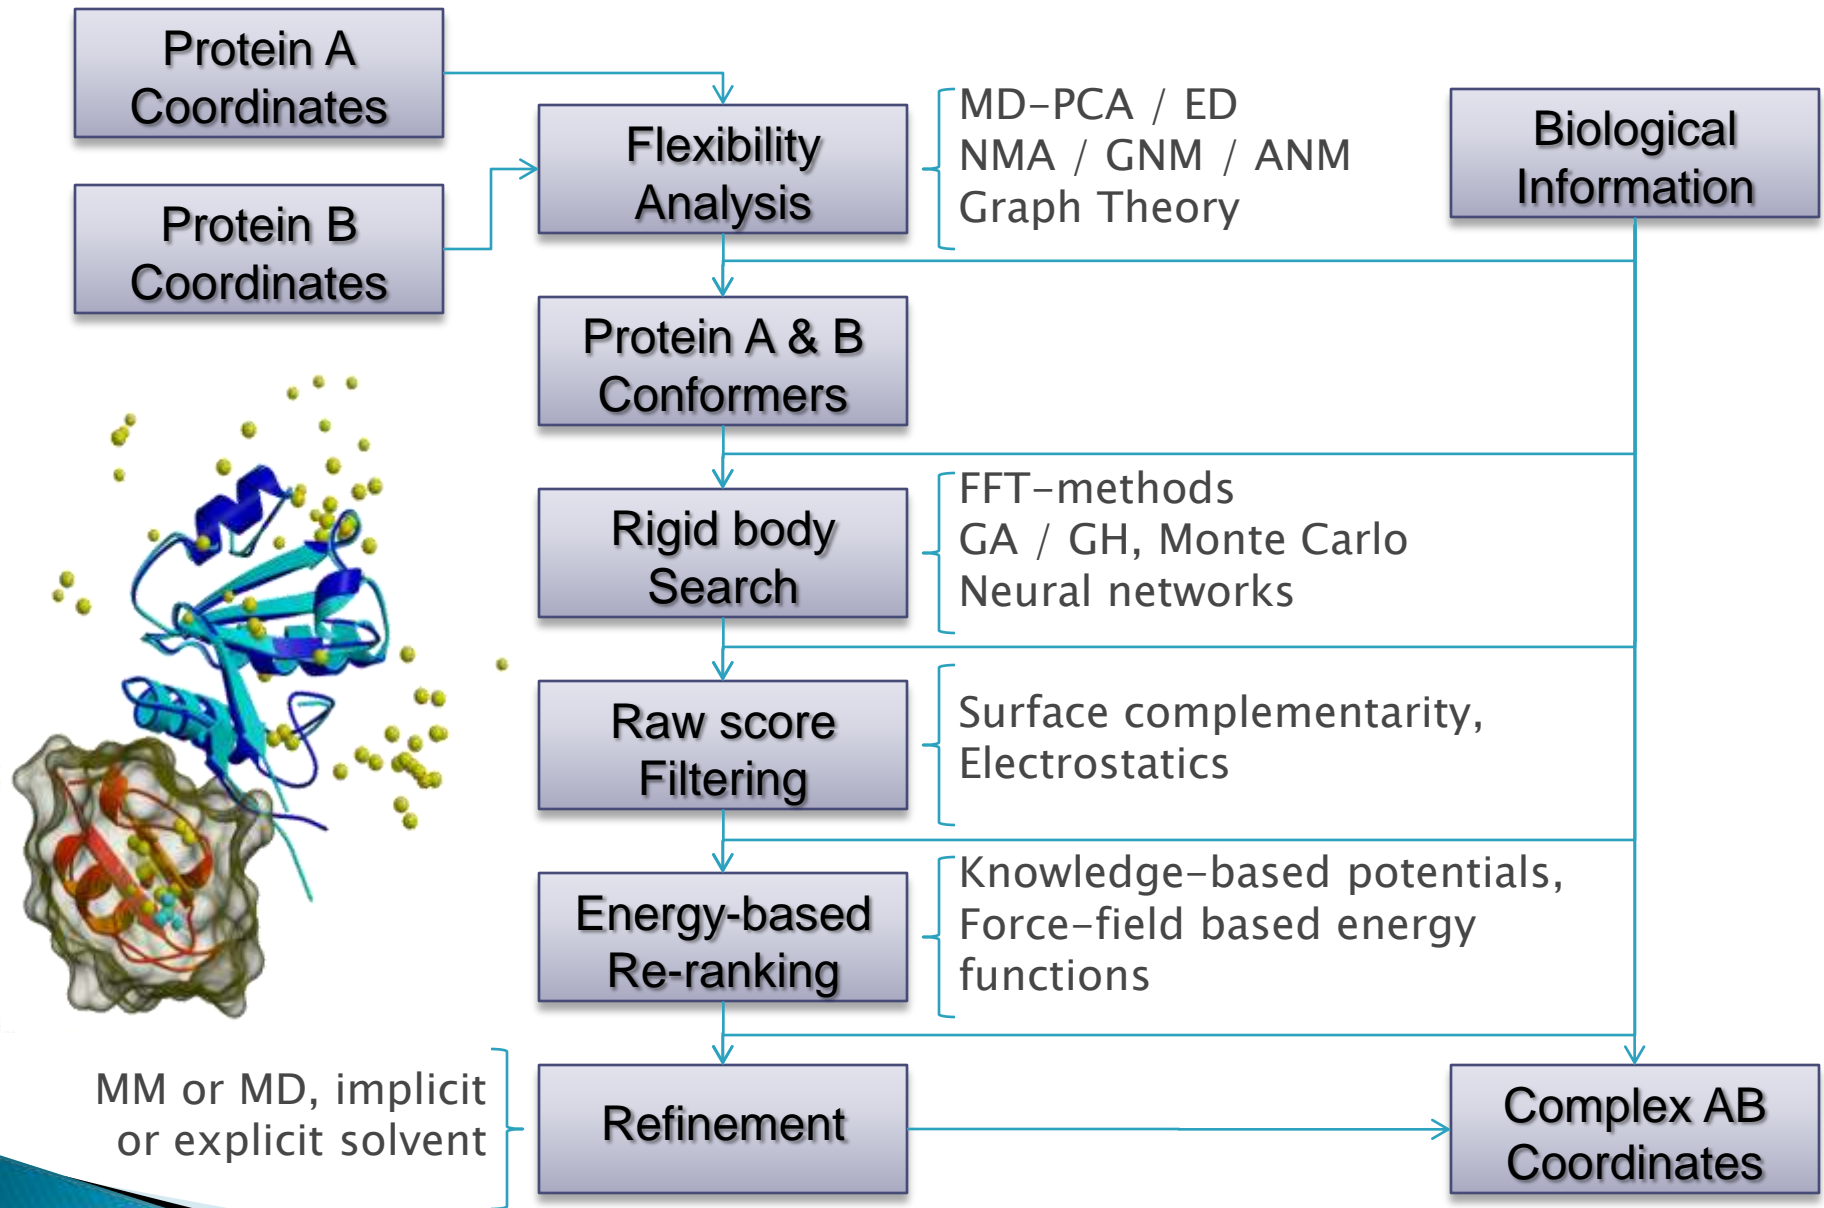 Protein A
Coordinates
Protein B
Coordinates
Flexibility
Analysis
MD-PCA / ED
NMA / GNM / ANM
Graph Theory
Biological
Information
Protein A & B
Conformers
Rigid body
Search
FFT-methods
GA / GH, Monte Carlo
Neural networks
Raw score
Filtering
Surface complementarity,
Electrostatics
Energy-based
Re-ranking
Knowledge-based potentials,
Force-field based energy
functions
MM or MD, implicit
or explicit solvent
Refinement
Complex AB
Coordinates